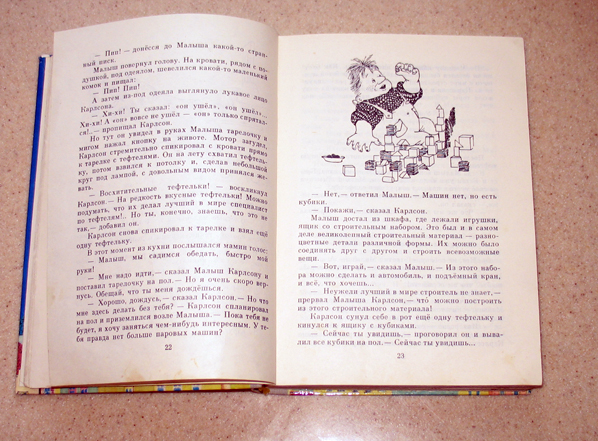 — Пип! — донёсся до Малыша какой-то стран-
ный писк.
Малыш повернул голову. На кровати, рядом с по-
душкой, под одеялом, шевелился какой-то маленький
комок и пищал:
— Пип! Пип!
А затем из-под одеяла выглянуло лукавое лицо
Карлсона.
— Хи-хи! Ты сказал: «он ушёл», «он ушёл»...
Хи-хи! А «он» вовсе не ушёл — «он» только спрятал-
ся!.. — пропищал Карлсон.
Но тут он увидел в руках Малыша тарелочку и
мигом нажал кнопку на животе. Мотор загудел,
Карлсон стремительно спикировал с кровати прямо
к тарелке с тефтелями. Он на лету схватил тефтель-
ку, потом взвился к потолку и, сделав небольшой
круг под лампой, с довольным видом принялся же-
вать.
— Восхитительные тефтельки! — воскликнул
Карлсон.— На редкость вкусные тефтельки! Можно
подумать, что их делал лучший в мире специалист
по тефтелям!.. Но ты, конечно, знаешь, что это не
так,— добавил он.
Карлсон снова спикировал к тарелке и взял ещё
одну тефтельку.
В этот момент из кухни послышался мамин голос:
— Малыш, мы садимся обедать, быстро мой
руки!
— Мне надо идти,— сказал Малыш Карлсону и
поставил тарелочку на пол.— Но я очень скоро вер-
нусь. Обещай, что ты меня дождёшься.
— Хорошо, дождусь,— сказал Карлсон.— Но что
мне здесь делать без тебя? — Карлсон спланировал
на пол и приземлился возле Малыша.— Пока тебя не
будет, я хочу заняться чем-нибудь интересным. У те-
бя правда нет больше паровых машин?
22
— Нет,— ответил Малыш.— Машин нет, но есть
кубики.
— Покажи,— сказал Карлсон.
Малыш достал из шкафа, где лежали игрушки,
ящик со строительным набором. Это был и в самом
деле великолепный строительный материал — разно-
цветные детали различной формы. Их можно было
соединять друг с другом и строить всевозможные
вещи.
— Вот, играй,— сказал Малыш.— Из этого набо-
ра можно сделать и автомобиль, и подъёмный кран,
и всё, что хочешь...
— Неужели лучший в мире строитель не знает,—
прервал Малыша Карлсон,— что́ можно построить
из этого строительного материала!
Карлсон сунул себе в рот ещё одну тефтельку и
кинулся к ящику с кубиками.
— Сейчас ты увидишь,— проговорил он и выва-
лил все кубики на пол.— Сейчас ты увидишь...
23